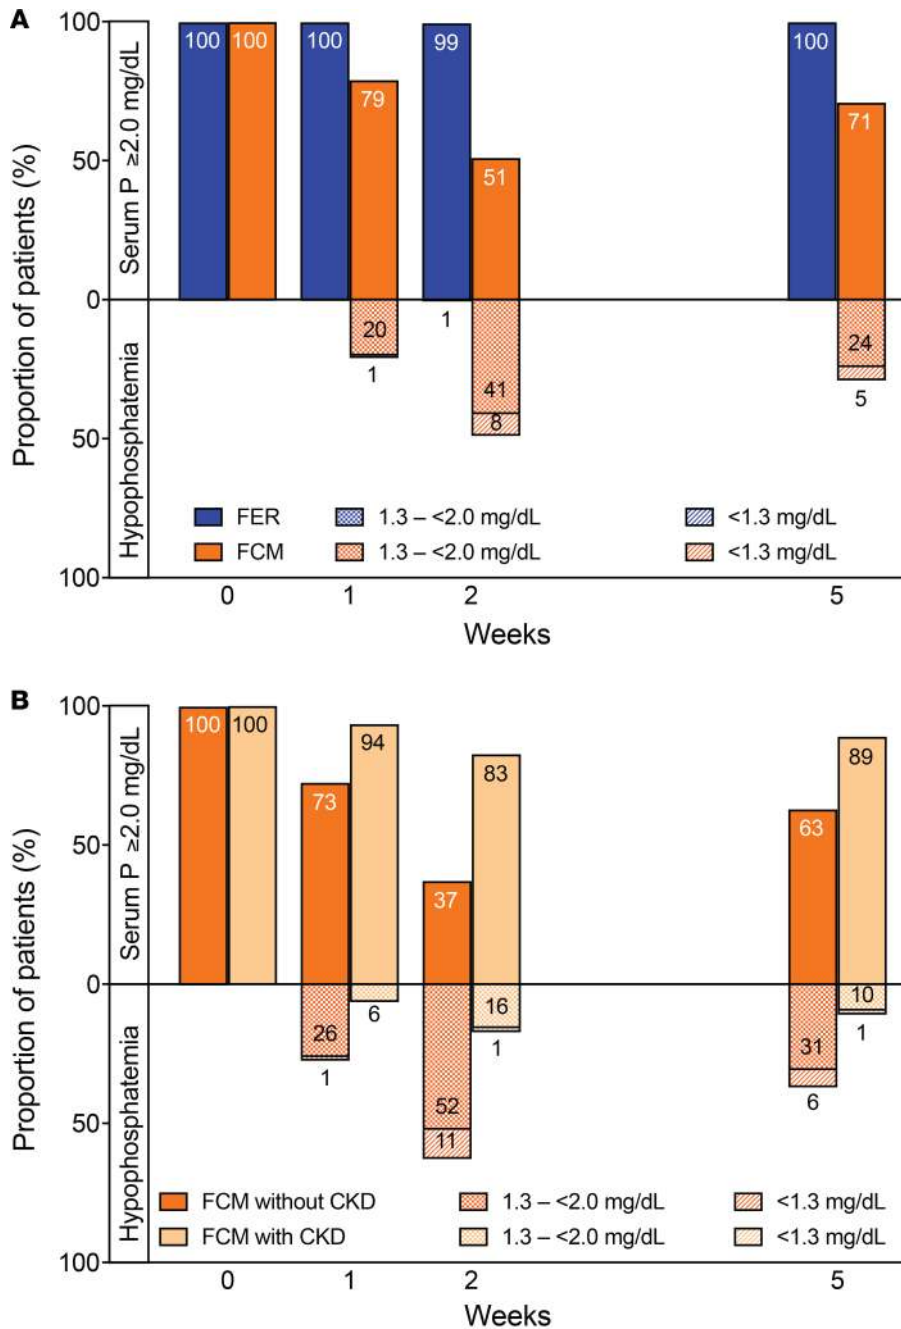 A
Proportion of patients (%)
Serum P ≥2.0 mg/dL
Hypophosphatemia
100
50
0
50
100
100 100
100 79
99 51
100 71
20
1
1
41
8
24
5
FER 1.3 – <2.0 mg/dL <1.3 mg/dL
FCM 1.3 – <2.0 mg/dL <1.3 mg/dL
0 1 2 5
Weeks
B
Proportion of patients (%)
Serum P ≥2.0 mg/dL
Hypophosphatemia
100
50
0
50
100
100 100
73 94
37 83
63 89
26
1
6
52
11
16
1
31
6
10
1
FCM without CKD 1.3 – <2.0 mg/dL <1.3 mg/dL
FCM with CKD 1.3 – <2.0 mg/dL <1.3 mg/dL
0 1 2 5
Weeks